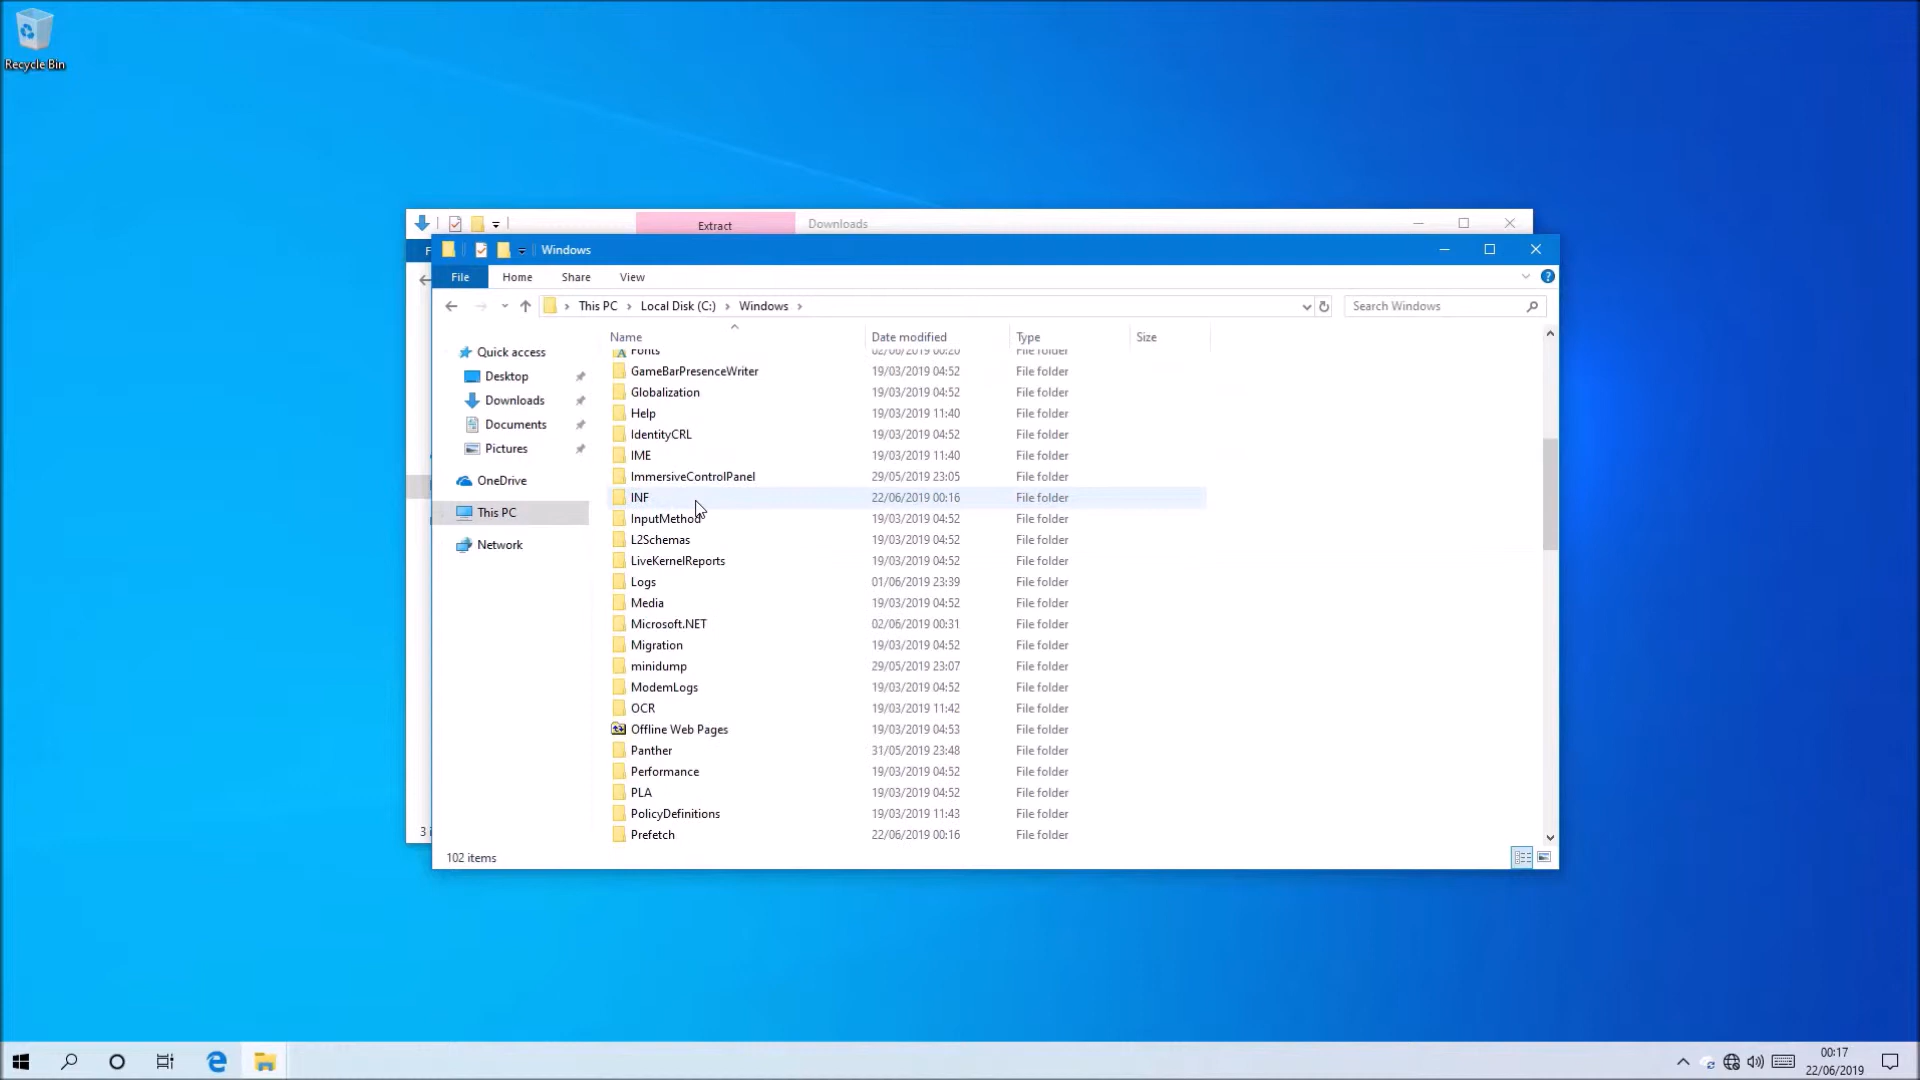 Recycle Bin
Extract
Downloads
Windows
File Home Share View
This PC Local Disk (C:) Windows
Search Windows
Name Date modified Type Size
Quick access
Desktop
Downloads
Documents
Pictures
OneDrive
This PC
Network
Fonts 02/06/2019 00:20 File folder
GameBarPresenceWriter 19/03/2019 04:52 File folder
Globalization 19/03/2019 04:52 File folder
Help 19/03/2019 11:40 File folder
IdentityCRL 19/03/2019 04:52 File folder
IME 19/03/2019 11:40 File folder
ImmersiveControlPanel 29/05/2019 23:05 File folder
INF 22/06/2019 00:16 File folder
InputMethod 19/03/2019 04:52 File folder
L2Schemas 19/03/2019 04:52 File folder
LiveKernelReports 19/03/2019 04:52 File folder
Logs 01/06/2019 23:39 File folder
Media 19/03/2019 04:52 File folder
Microsoft.NET 02/06/2019 00:31 File folder
Migration 19/03/2019 04:52 File folder
minidump 29/05/2019 23:07 File folder
ModemLogs 19/03/2019 04:52 File folder
OCR 19/03/2019 11:42 File folder
Offline Web Pages 19/03/2019 04:53 File folder
Panther 31/05/2019 23:48 File folder
Performance 19/03/2019 04:52 File folder
PLA 19/03/2019 04:52 File folder
PolicyDefinitions 19/03/2019 11:43 File folder
Prefetch 22/06/2019 00:16 File folder
3 i
102 items
00:17
22/06/2019